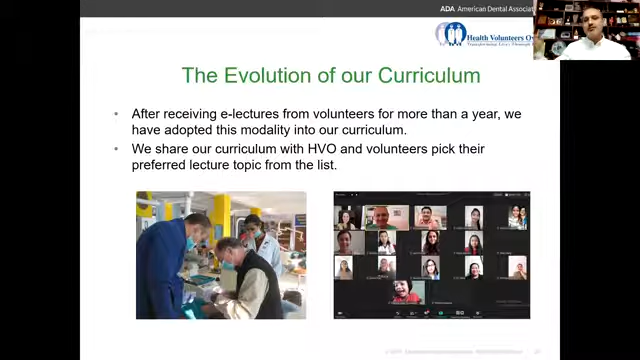 ADA American Dental Associat
Health Volunteers O
The Evolution of our Curriculum
• After receiving e-lectures from volunteers for more than a year, we
have adopted this modality into our curriculum.
• We share our curriculum with HVO and volunteers pick their
preferred lecture topic from the list.